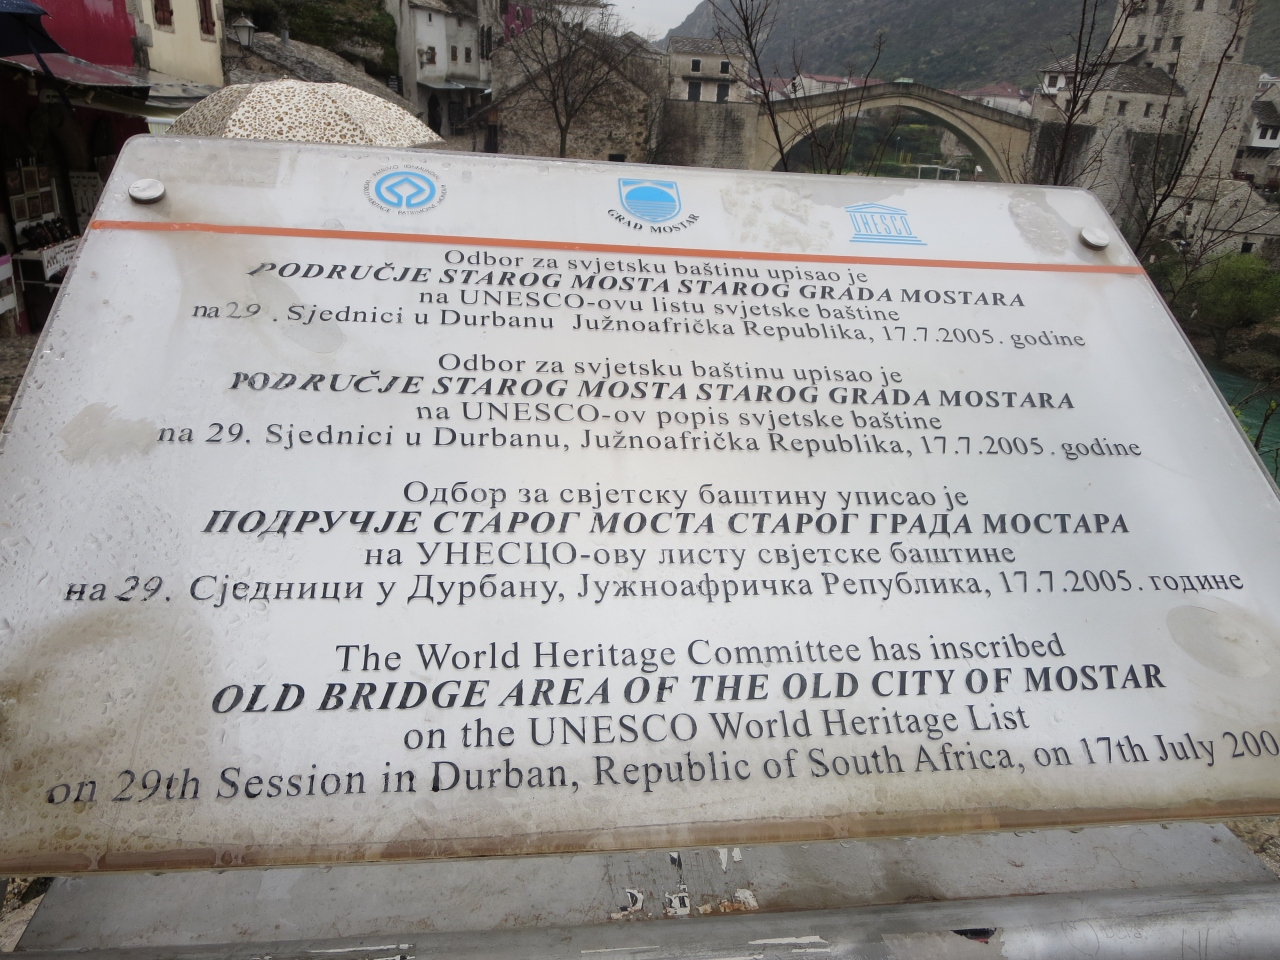 GRAD MOSTAR
UNESCO
Odbor za svjetsku baštinu upisao je
PODRUČJE STAROG MOSTA STAROG GRADA MOSTARA
na UNESCO-ovu listu svjetske baštine
na 29. Sjednici u Durbanu Južnoafrička Republika, 17.7.2005. godine
Odbor za svjetsku baštinu upisao je
PODRUČJE STAROG MOSTA STAROG GRADA MOSTARA
na UNESCO-ov popis svjetske baštine
na 29. Sjednici u Durbanu, Južnoafrička Republika, 17.7.2005. godine
Одбор за свјетску баштину уписао је
ПОДРУЧЈЕ СТАРОГ МОСТА СТАРОГ ГРАДА МОСТАРА
на УНЕСЦО-ову листу свјетске баштине
на 29. Сједници у Дурбану, Јужноафричка Република, 17.7.2005. године
The World Heritage Committee has inscribed
OLD BRIDGE AREA OF THE OLD CITY OF MOSTAR
on the UNESCO World Heritage List
on 29th Session in Durban, Republic of South Africa, on 17th July 200